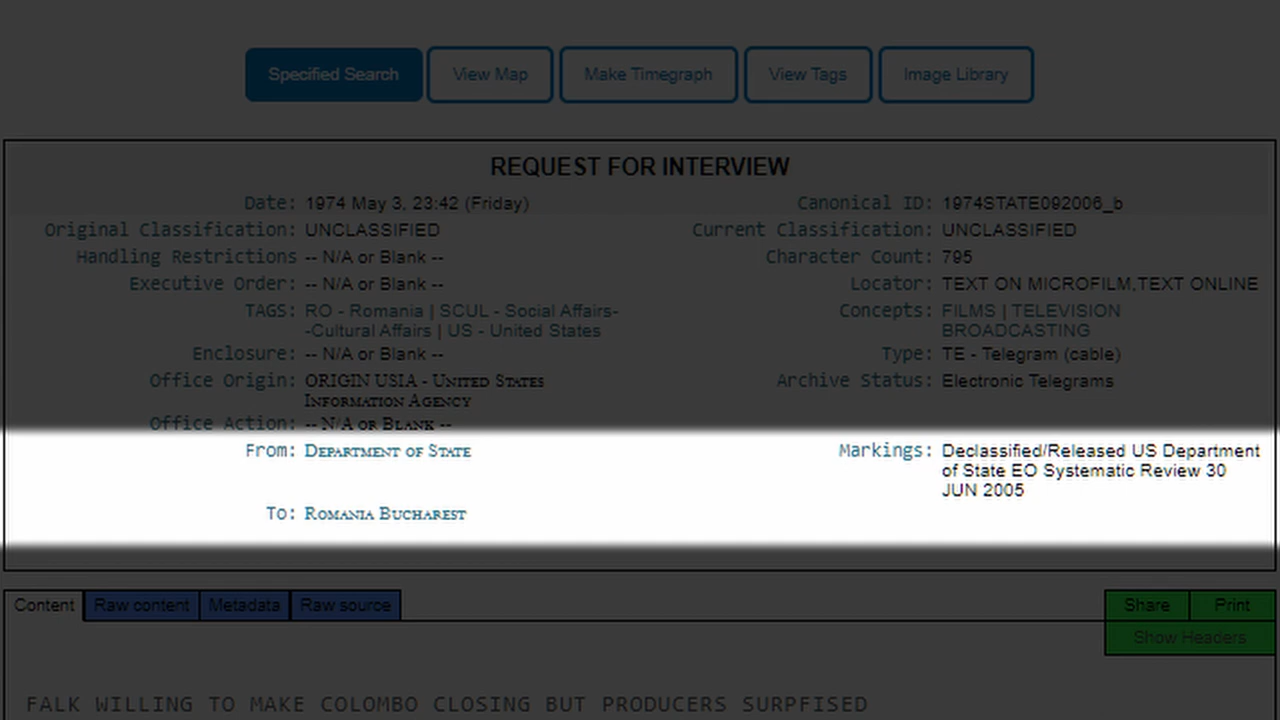 Specified Search View Map Make Timegraph View Tags Image Library
REQUEST FOR INTERVIEW
Date: 1974 May 3, 23:42 (Friday) Canonical ID: 1974STATE092006_b
Original Classification: UNCLASSIFIED Current Classification: UNCLASSIFIED
Handling Restrictions -- N/A or Blank -- Character Count: 795
Executive Order: -- N/A or Blank -- Locator: TEXT ON MICROFILM,TEXT ONLINE
TAGS: RO - Romania | SCUL - Social Affairs- Concepts: FILMS | TELEVISION
-Cultural Affairs | US - United States BROADCASTING
Enclosure: -- N/A or Blank -- Type: TE - Telegram (cable)
Office Origin: ORIGIN USIA - United States Archive Status: Electronic Telegrams
Information Agency
Office Action: -- N/A or Blank --
From: Department of State Markings: Declassified/Released US Department
of State EO Systematic Review 30
JUN 2005
To: Romania Bucharest
Content Raw content Metadata Raw source Share Print
Show Headers
FALK WILLING TO MAKE COLOMBO CLOSING BUT PRODUCERS SURPFISED